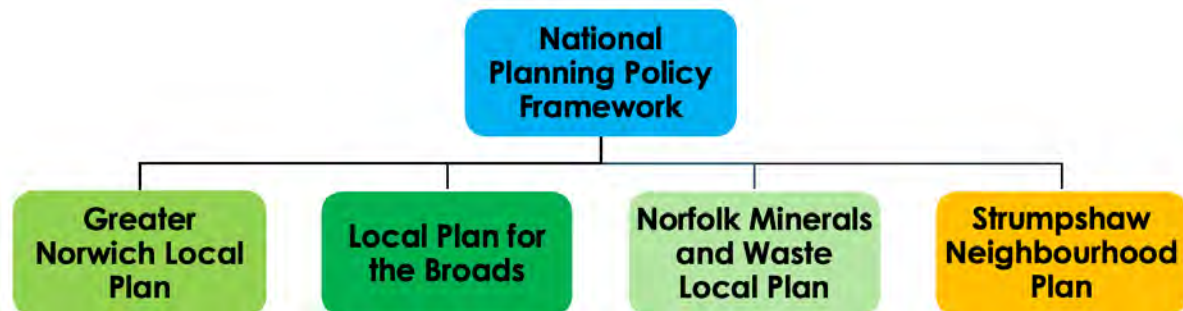 National
Planning Policy
Framework
Greater
Norwich Local
Plan
Local Plan for
the Broads
Norfolk Minerals
and Waste
Local Plan
Strumpshaw
Neighbourhood
Plan